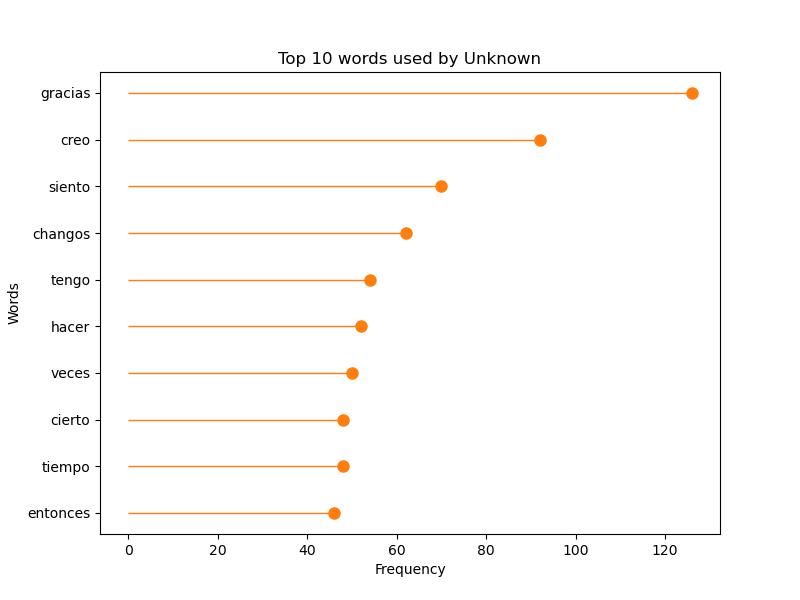 Top 10 words used by Unknown
Words
gracias
creo
siento
changos
tengo
hacer
veces
cierto
tiempo
entonces
0 20 40 60 80 100 120
Frequency